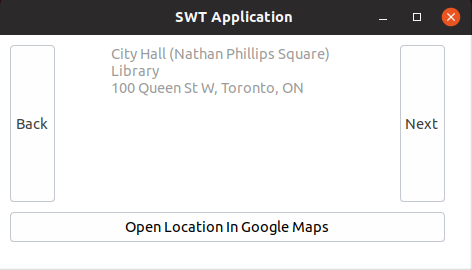 SWT Application
City Hall (Nathan Phillips Square)
Library
100 Queen St W, Toronto, ON
Back
Next
Open Location In Google Maps